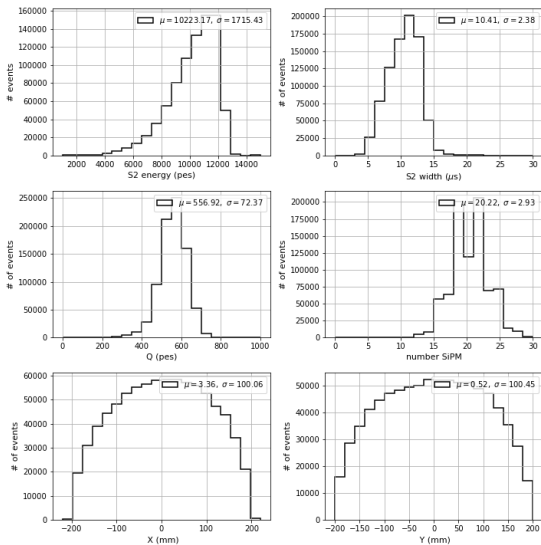 160000
140000
120000
100000
80000
60000
40000
20000
0
# events
μ=10223.17, σ=1715.43
2000 4000 6000 8000 10000 12000 14000
S2 energy (pes)
200000
175000
150000
125000
100000
75000
50000
25000
0
# of events
μ=10.41, σ=2.38
0 5 10 15 20 25 30
S2 width (μs)
250000
200000
150000
100000
50000
0
# of events
μ=556.92, σ=72.37
0 200 400 600 800 1000
Q (pes)
200000
175000
150000
125000
100000
75000
50000
25000
0
# of events
μ=20.22, σ=2.93
0 5 10 15 20 25 30
number SiPM
60000
50000
40000
30000
20000
10000
0
# of events
μ=3.36, σ=100.06
−200 −100 0 100 200
X (mm)
50000
40000
30000
20000
10000
0
# of events
μ=0.52, σ=100.45
−200 −150 −100 −50 0 50 100 150 200
Y (mm)